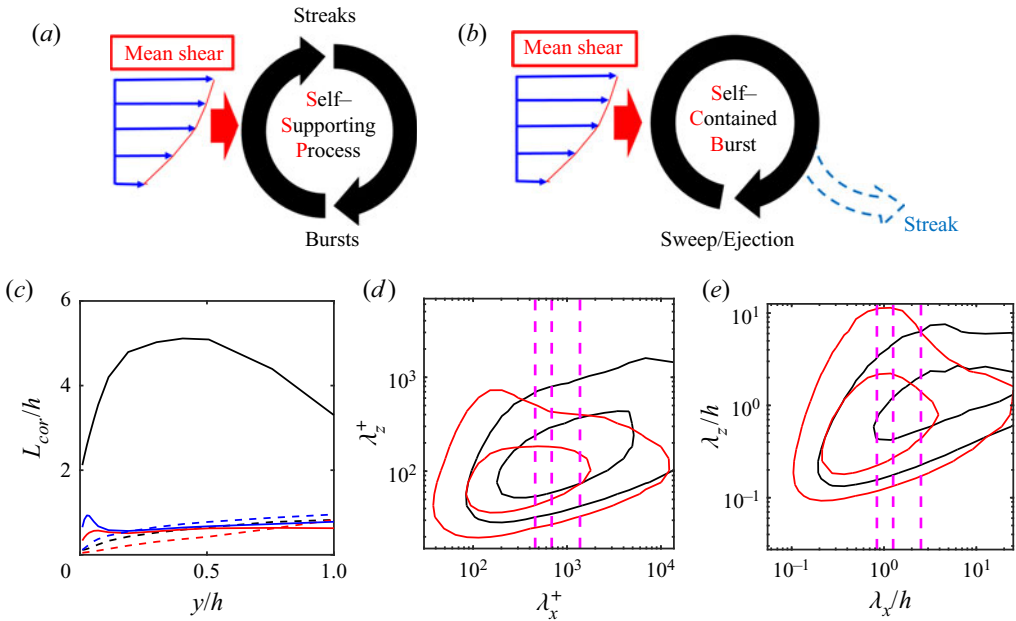 (a)
Streaks
Mean shear
Self–
Supporting
Process
Bursts
(b)
Mean shear
Self–
Contained
Burst
Sweep/Ejection
Streak
(c)
6
4
2
0
0.5
1.0
L_{cor}/h
y/h
(d)
10^3
10^2
λ_z^+
10^2
10^3
10^4
λ_x^+
(e)
10^1
10^0
10^{–1}
λ_z/h
10^{–1}
10^0
10^1
λ_x/h